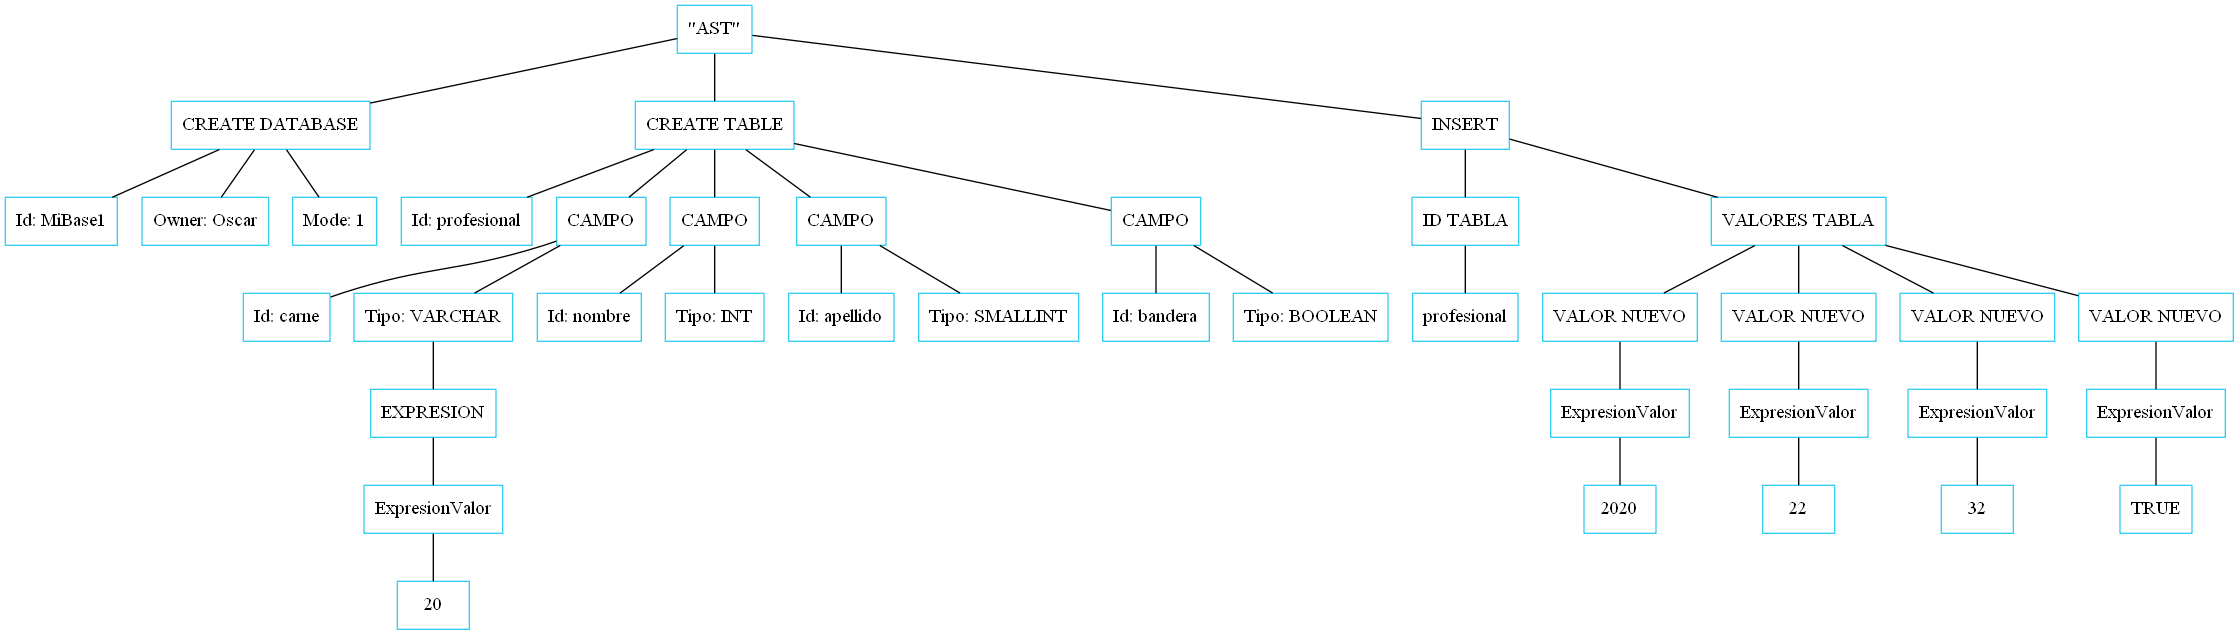 "AST"
CREATE DATABASE
CREATE TABLE
INSERT
Id: MiBase1
Owner: Oscar
Mode: 1
Id: profesional
CAMPO
CAMPO
CAMPO
CAMPO
ID TABLA
VALORES TABLA
Id: carne
Tipo: VARCHAR
Id: nombre
Tipo: INT
Id: apellido
Tipo: SMALLINT
Id: bandera
Tipo: BOOLEAN
profesional
VALOR NUEVO
VALOR NUEVO
VALOR NUEVO
VALOR NUEVO
EXPRESION
ExpresionValor
ExpresionValor
ExpresionValor
ExpresionValor
ExpresionValor
2020
22
32
TRUE
20